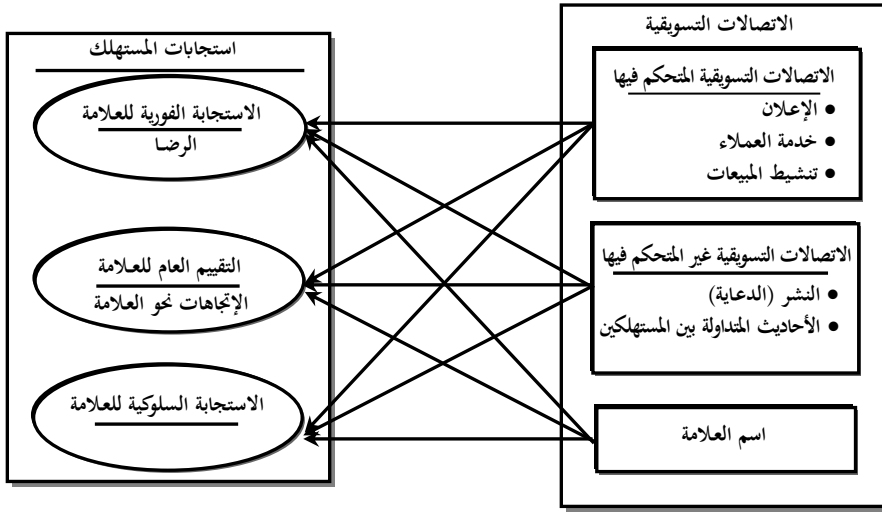 الاتصالات التسويقية
الاتصالات التسويقية المتحكم فيها
● الإعلان
● خدمة العملاء
● تنشيط المبيعات
الاتصالات التسويقية غير المتحكم فيها
● النشر (الدعاية)
● الأحاديث المتداولة بين المستهلكين
اسم العلامة
استجابات المستهلك
الاستجابة الفورية للعلامة
الرضا
التقييم العام للعلامة
الإتجاهات نحو العلامة
الاستجابة السلوكية للعلامة